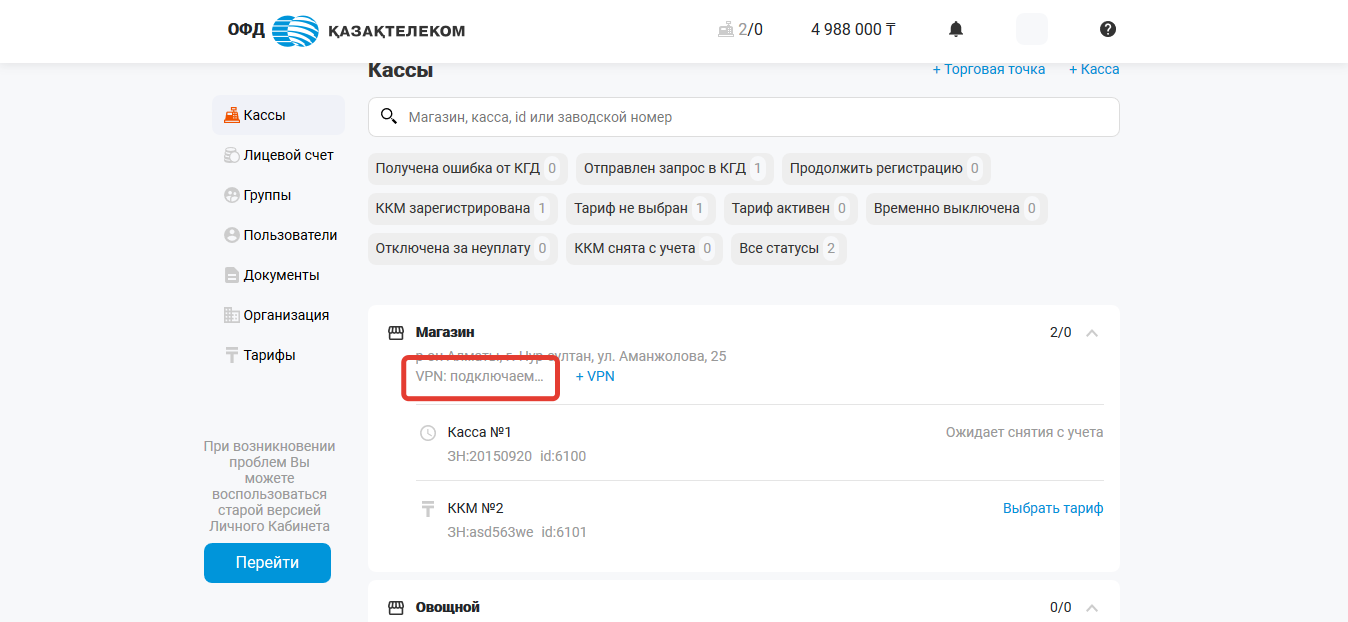 ОФД ҚАЗАҚТЕЛЕКОМ 2/0 4 988 000 ₸
Кассы + Торговая точка + Касса
Кассы
Магазин, касса, id или заводской номер
Лицевой счет
Группы
Пользователи
Документы
Организация
Тарифы
Получена ошибка от КГД 0 Отправлен запрос в КГД 1 Продолжить регистрацию 0
ККМ зарегистрирована 1 Тариф не выбран 1 Тариф активен 0 Временно выключена 0
Отключена за неуплату 0 ККМ снята с учета 0 Все статусы 2
Магазин 2/0
р-он Алматы, г. Нур-султан, ул. Аманжолова, 25
VPN: подключаем... + VPN
Касса №1 Ожидает снятия с учета
ЗН:20150920 id:6100
ККМ №2 Выбрать тариф
ЗН:asd563we id:6101
Овощной 0/0
При возникновении
проблем Вы
можете
воспользоваться
старой версией
Личного Кабинета
Перейти